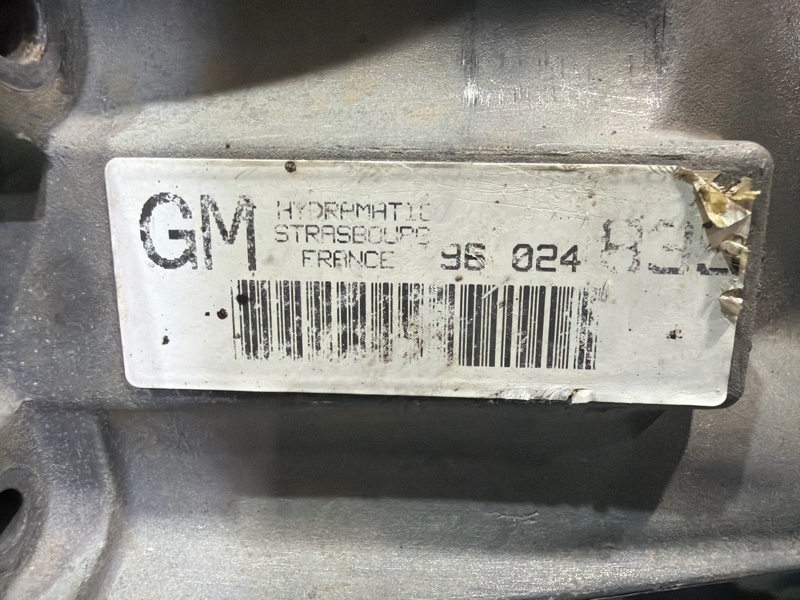 GM
HYDRAMATIC
STRASBOURG
FRANCE 96 024